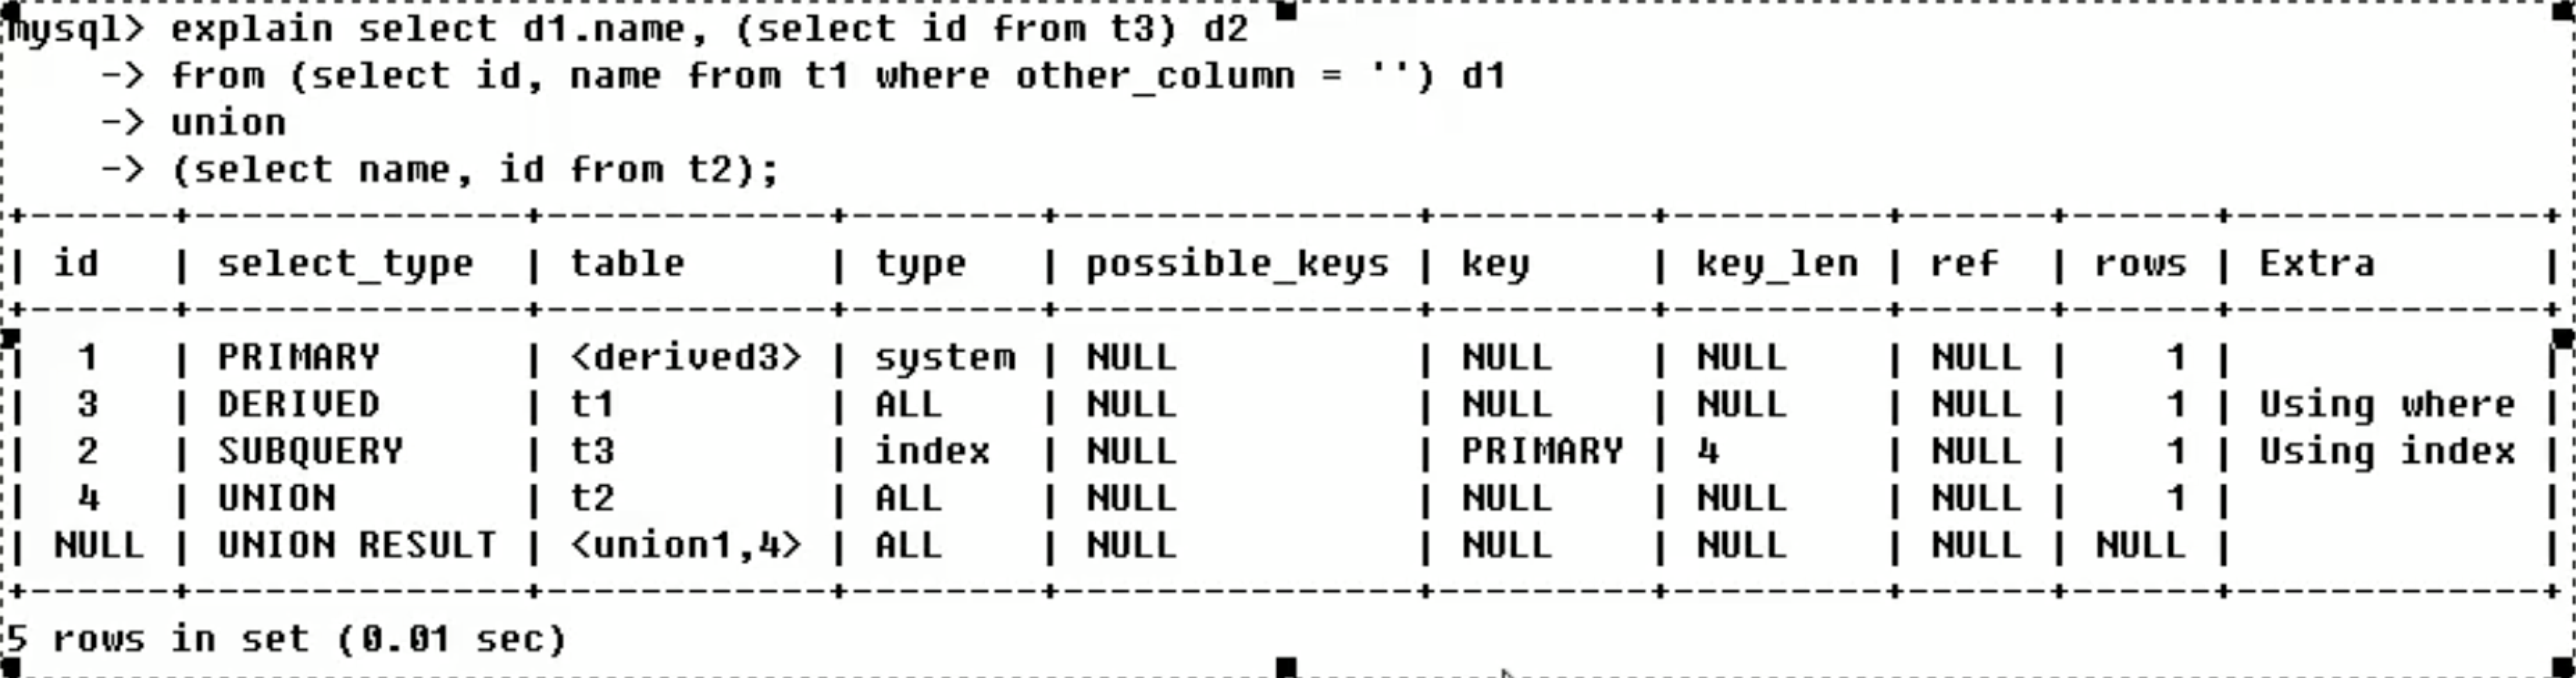 mysql> explain select d1.name, (select id from t3) d2
    -> from (select id, name from t1 where other_column = '') d1
    -> union
    -> (select name, id from t2);
+------+--------------+------------+--------+---------------+---------+---------+------+------+-------------+
| id   | select_type  | table      | type   | possible_keys | key     | key_len | ref  | rows | Extra       |
+------+--------------+------------+--------+---------------+---------+---------+------+------+-------------+
|  1   | PRIMARY      | <derived3> | system | NULL          | NULL    | NULL    | NULL |    1 |             |
|  3   | DERIVED      | t1         | ALL    | NULL          | NULL    | NULL    | NULL |    1 | Using where |
|  2   | SUBQUERY     | t3         | index  | NULL          | PRIMARY | 4       | NULL |    1 | Using index |
|  4   | UNION        | t2         | ALL    | NULL          | NULL    | NULL    | NULL |    1 |             |
| NULL | UNION RESULT | <union1,4> | ALL    | NULL          | NULL    | NULL    | NULL | NULL |             |
+------+--------------+------------+--------+---------------+---------+---------+------+------+-------------+
5 rows in set (0.01 sec)